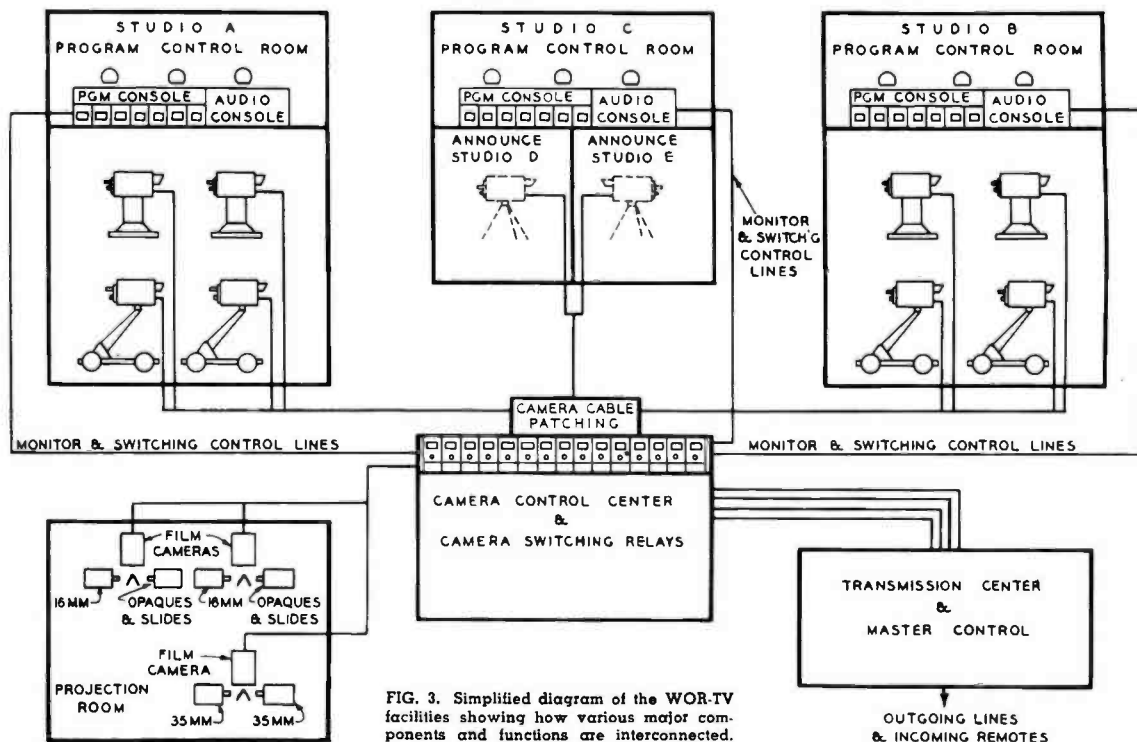 STUDIO A
PROGRAM CONTROL ROOM
PGM CONSOLE
AUDIO
CONSOLE
STUDIO C
PROGRAM CONTROL ROOM
PGM CONSOLE
AUDIO
CONSOLE
ANNOUNCE
STUDIO D
ANNOUNCE
STUDIO E
MONITOR
& SWITCH'G
CONTROL
LINES
STUDIO B
PROGRAM CONTROL ROOM
PGM CONSOLE
AUDIO
CONSOLE
CAMERA CABLE
PATCHING
MONITOR & SWITCHING CONTROL LINES
MONITOR & SWITCHING CONTROL LINES
CAMERA CONTROL CENTER
&
CAMERA SWITCHING RELAYS
FILM
CAMERAS
16MM
OPAQUES
& SLIDES
16MM
OPAQUES
& SLIDES
FILM
CAMERA
PROJECTION
ROOM
35MM
35MM
TRANSMISSION CENTER
&
MASTER CONTROL
OUTGOING LINES
& INCOMING REMOTES
FIG. 3. Simplified diagram of the WOR-TV
facilities showing how various major com-
ponents and functions are interconnected.